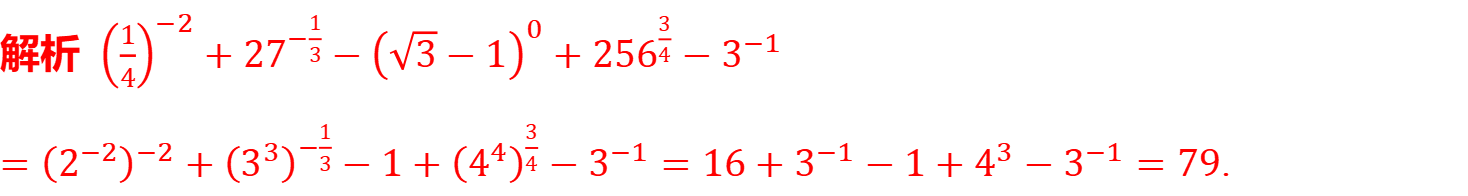 解析 (1/4)^{-2} + 27^{-1/3} − (√3 − 1)^0 + 256^{3/4} − 3^{-1}
= (2^{-2})^{-2} + (3^3)^{-1/3} − 1 + (4^4)^{3/4} − 3^{-1} = 16 + 3^{-1} − 1 + 4^3 − 3^{-1} = 79.